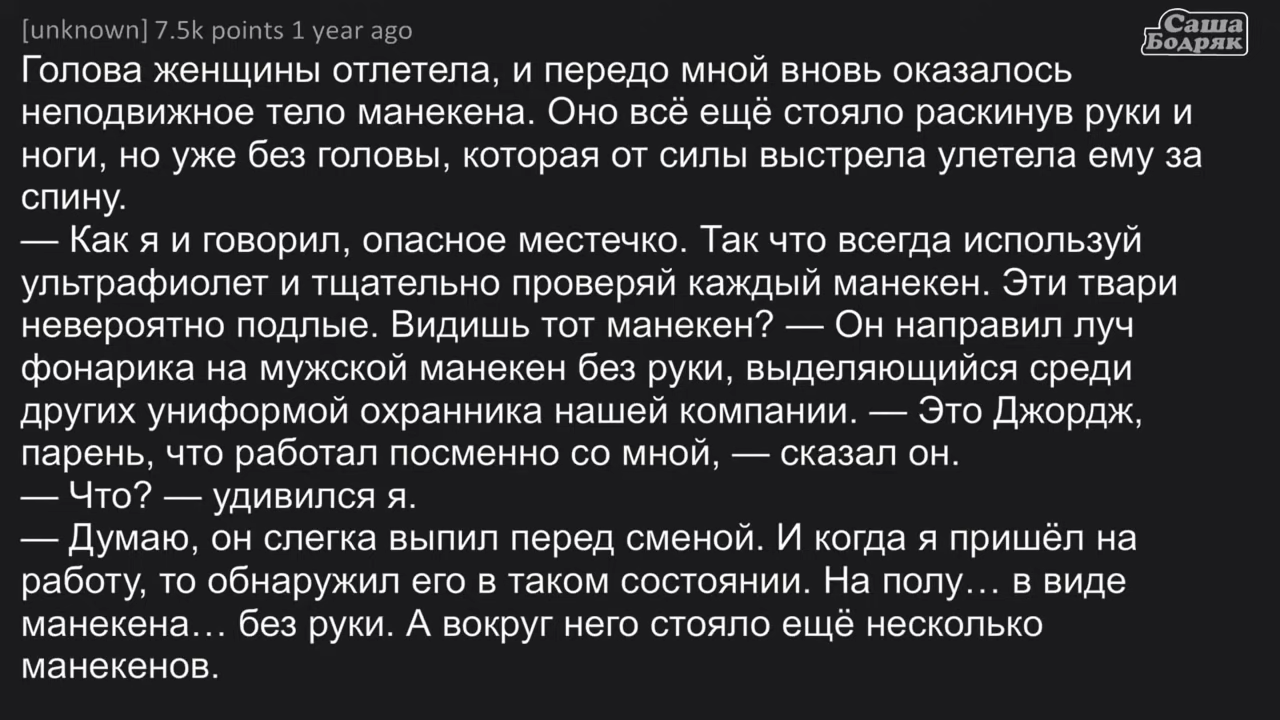 [unknown] 7.5k points 1 year ago
Саша
Бодряк
Голова женщины отлетела, и передо мной вновь оказалось
неподвижное тело манекена. Оно всё ещё стояло раскинув руки и
ноги, но уже без головы, которая от силы выстрела улетела ему за
спину.
— Как я и говорил, опасное местечко. Так что всегда используй
ультрафиолет и тщательно проверяй каждый манекен. Эти твари
невероятно подлые. Видишь тот манекен? — Он направил луч
фонарика на мужской манекен без руки, выделяющийся среди
других униформой охранника нашей компании. — Это Джордж,
парень, что работал посменно со мной, — сказал он.
— Что? — удивился я.
— Думаю, он слегка выпил перед сменой. И когда я пришёл на
работу, то обнаружил его в таком состоянии. На полу… в виде
манекена… без руки. А вокруг него стояло ещё несколько
манекенов.